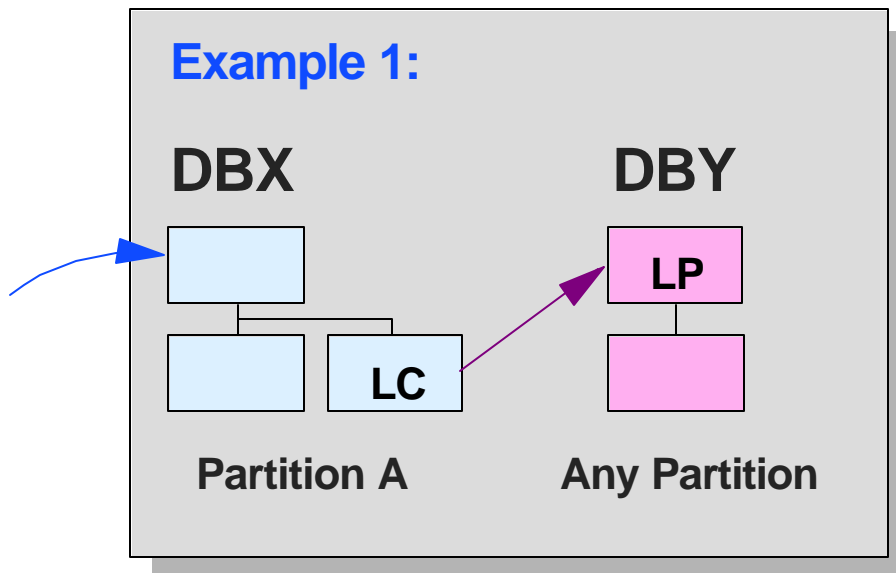 Example 1:
DBX
DBY
LP
LC
Partition A
Any Partition